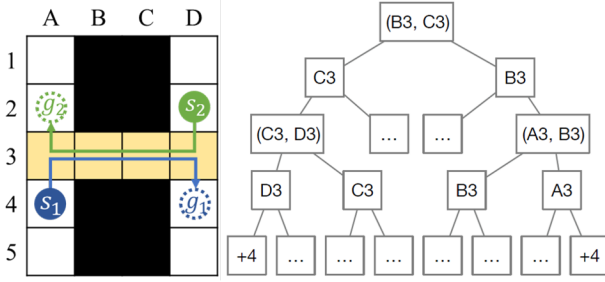 A B C D
1
2
3
4
5
g₂
s₂
s₁
g₁
(B3, C3)
C3 B3
(C3, D3) ... ... (A3, B3)
D3 C3 B3 A3
+4 ... ... ... ... ... ... +4